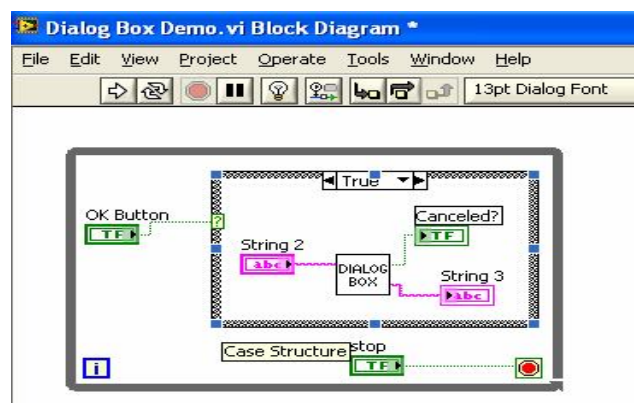 Dialog Box Demo.vi Block Diagram *
File Edit View Project Operate Tools Window Help
13pt Dialog Font
True
OK Button
TF
?
Canceled?
TF
String 2
abc
DIALOG
BOX
String 3
abc
Case Structure
stop
TF
i